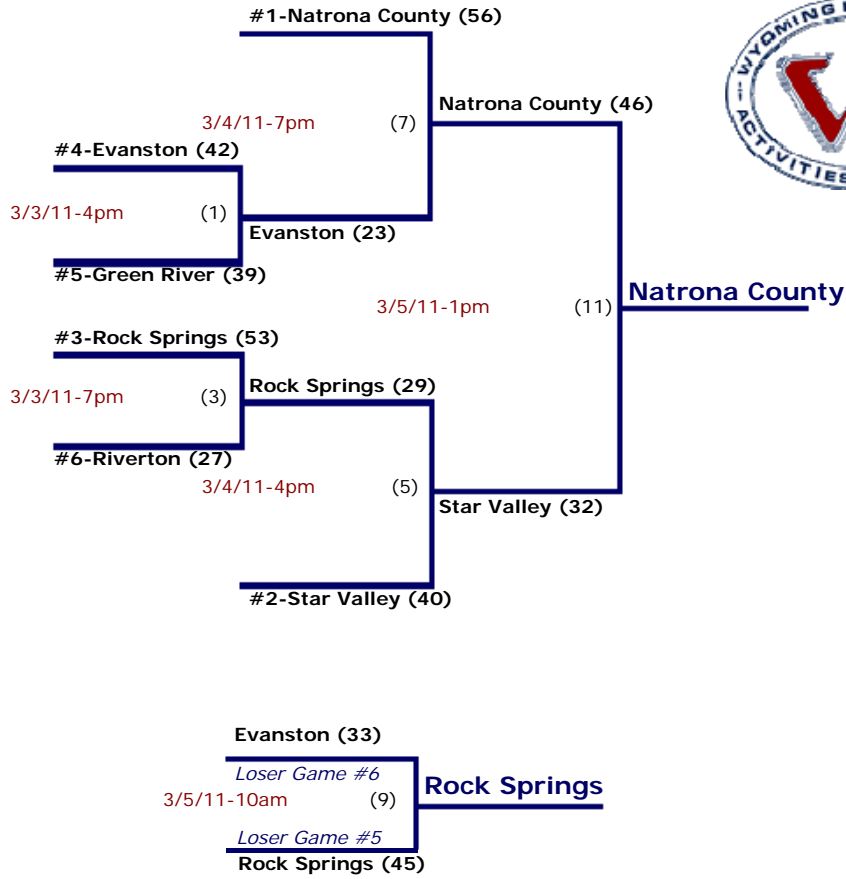 #1-Natrona County (56)
WYOMING
ACTIVITIES
Natrona County (46)
3/4/11-7pm (7)
#4-Evanston (42)
3/3/11-4pm (1)
Evanston (23)
#5-Green River (39)
Natrona County
3/5/11-1pm (11)
#3-Rock Springs (53)
Rock Springs (29)
3/3/11-7pm (3)
#6-Riverton (27)
3/4/11-4pm (5)
Star Valley (32)
#2-Star Valley (40)
Evanston (33)
Loser Game #6
Rock Springs
3/5/11-10am (9)
Loser Game #5
Rock Springs (45)